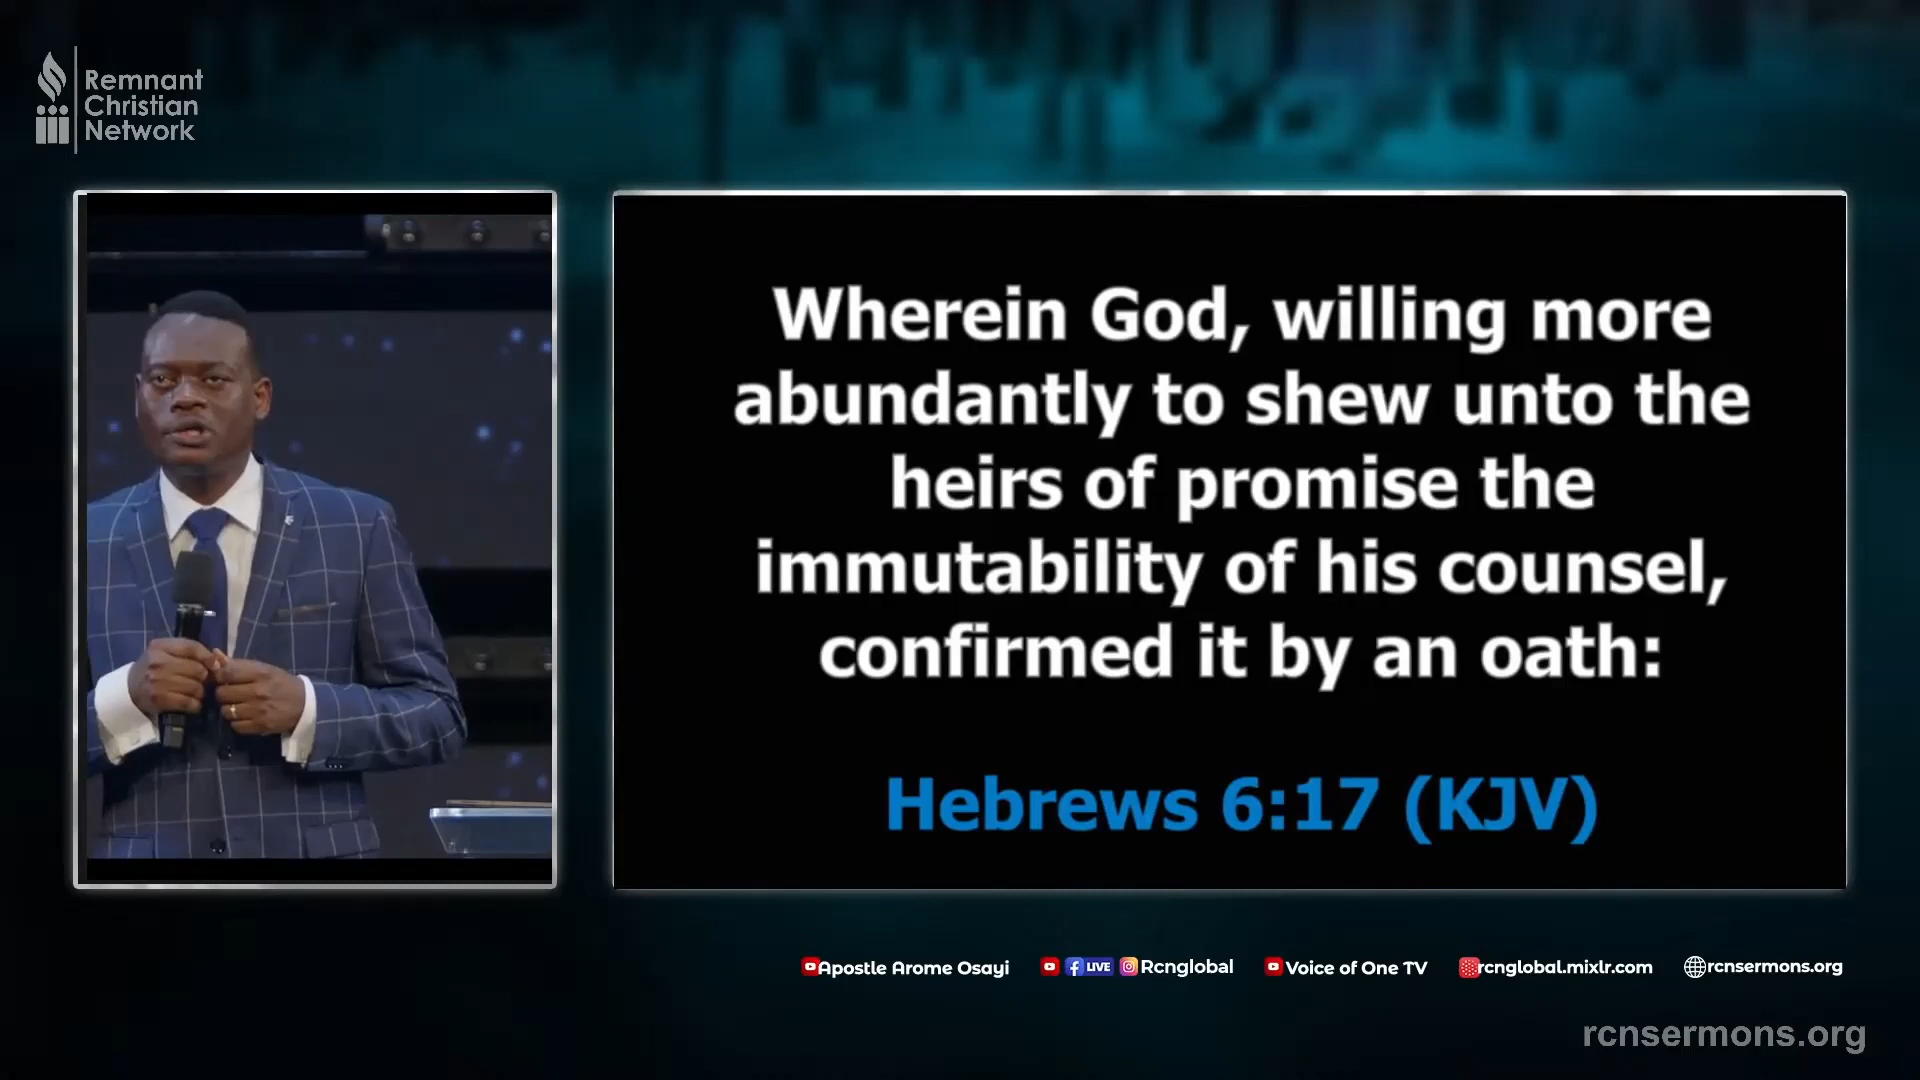 Remnant
Christian
Network
Wherein God, willing more
abundantly to shew unto the
heirs of promise the
immutability of his counsel,
confirmed it by an oath:
Hebrews 6:17 (KJV)
Apostle Arome Osayi
LIVE
Rcnglobal
Voice of One TV
rcnglobal.mixlr.com
rcnsermons.org
rcnsermons.org